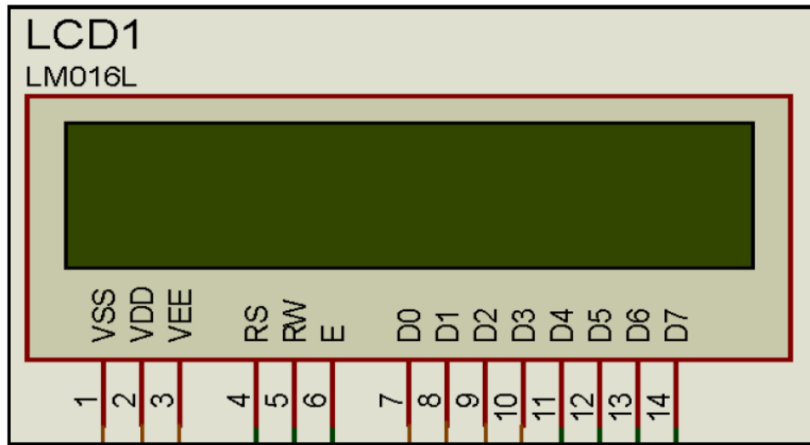 LCD1
LM016L
VSS VDD VEE RS RW E D0 D1 D2 D3 D4 D5 D6 D7
1 2 3 4 5 6 7 8 9 10 11 12 13 14